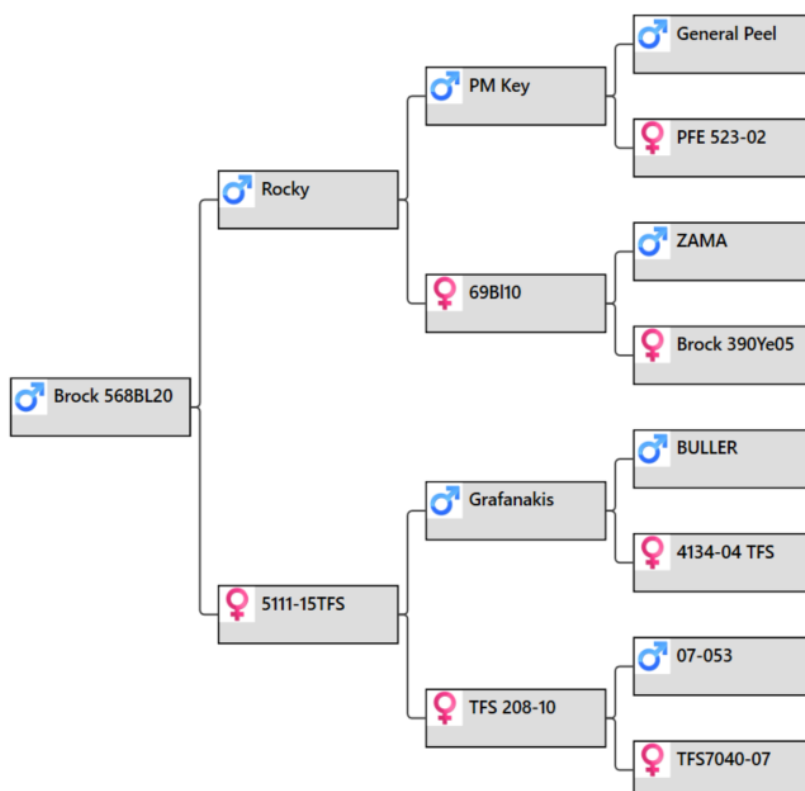 General Peel
PM Key
PFE 523-02
Rocky
ZAMA
69Bl10
Brock 390Ye05
Brock 568BL20
BULLER
Grafanakis
4134-04 TFS
5111-15TFS
07-053
TFS 208-10
TFS7040-07